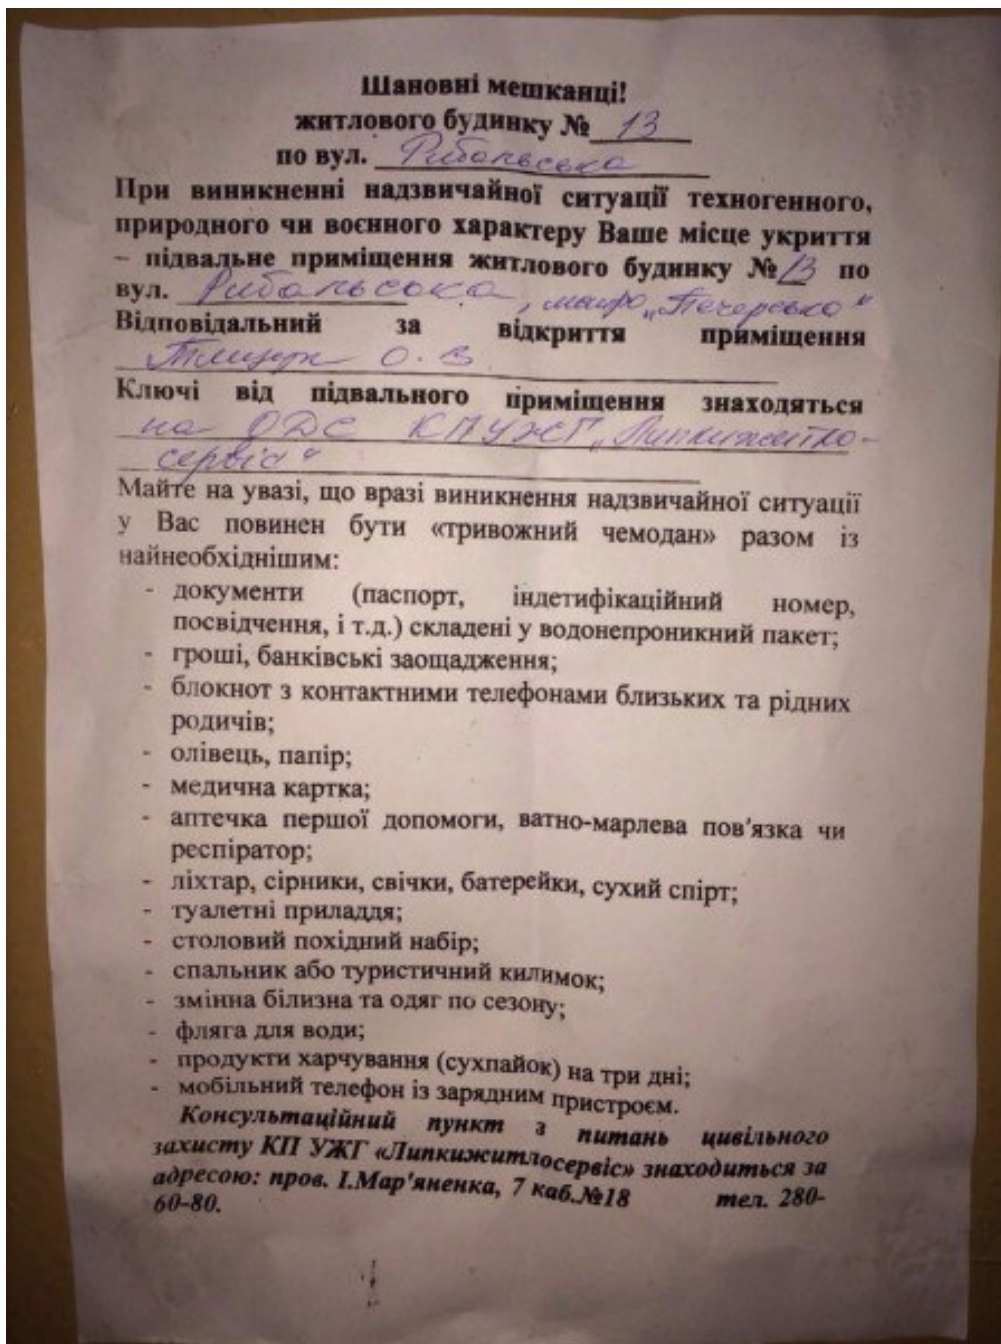 Шановні мешканці!
житлового будинку № 13
по вул. Рибальська
При виникненні надзвичайної ситуації техногенного,
природного чи воєнного характеру Ваше місце укриття
– підвальне приміщення житлового будинку № 13 по
вул. Рибальська, метро „Печерська"
Відповідальний за відкриття приміщення
О. В.
Ключі від підвального приміщення знаходяться
на ОДС КП УЖГ „Липкижитло-
сервіс"
Майте на увазі, що вразі виникнення надзвичайної ситуації
у Вас повинен бути «тривожний чемодан» разом із
найнеобхіднішим:
- документи (паспорт, індетифікаційний номер,
посвідчення, і т.д.) складені у водонепроникний пакет;
- гроші, банківські заощадження;
- блокнот з контактними телефонами близьких та рідних
родичів;
- олівець, папір;
- медична картка;
- аптечка першої допомоги, ватно-марлева пов'язка чи
респіратор;
- ліхтар, сірники, свічки, батерейки, сухий спірт;
- туалетні приладдя;
- столовий похідний набір;
- спальник або туристичний килимок;
- змінна білизна та одяг по сезону;
- фляга для води;
- продукти харчування (сухпайок) на три дні;
- мобільний телефон із зарядним пристроєм.
Консультаційний пункт з питань цивільного
захисту КП УЖГ «Липкижитлосервіс» знаходиться за
адресою: пров. І.Мар'яненка, 7 каб.№18 тел. 280-
60-80.